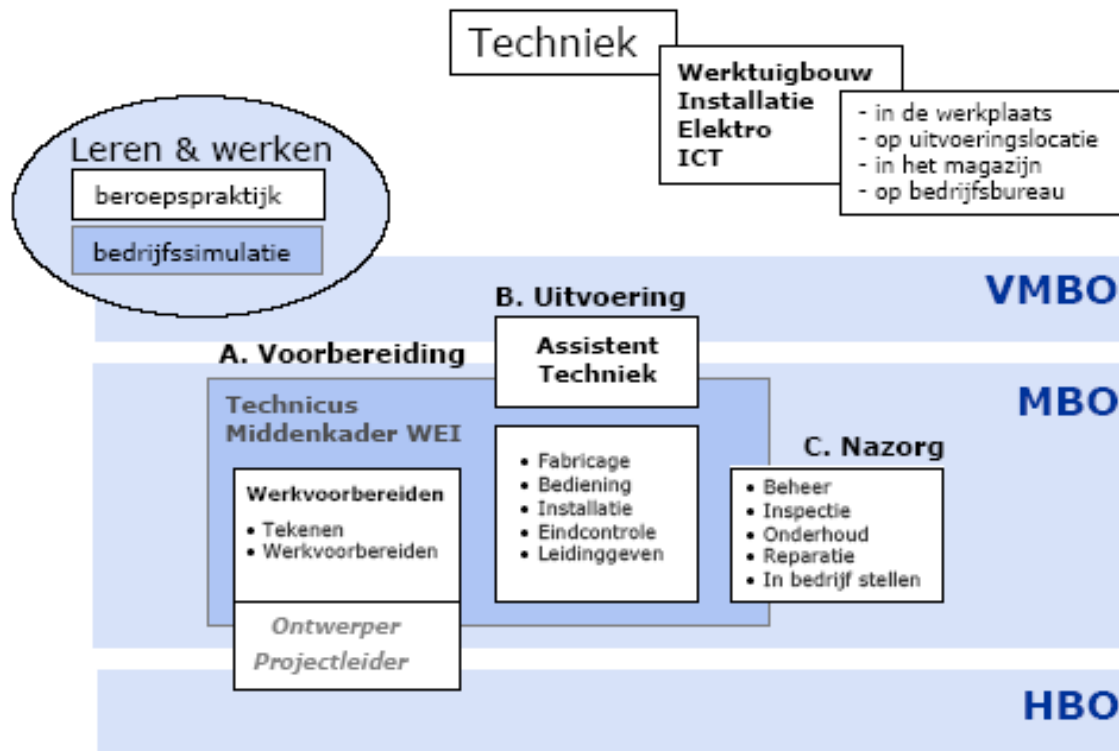 Techniek
Werktuigbouw
Installatie
Elektro
ICT
- in de werkplaats
- op uitvoeringslocatie
- in het magazijn
- op bedrijfsbureau
Leren & werken
beroepspraktijk
bedrijfssimulatie
VMBO
B. Uitvoering
Assistent
Techniek
A. Voorbereiding
MBO
Technicus
Middenkader WEI
Werkvoorbereiden
• Tekenen
• Werkvoorbereiden
• Fabricage
• Bediening
• Installatie
• Eindcontrole
• Leidinggeven
C. Nazorg
• Beheer
• Inspectie
• Onderhoud
• Reparatie
• In bedrijf stellen
Ontwerper
Projectleider
HBO